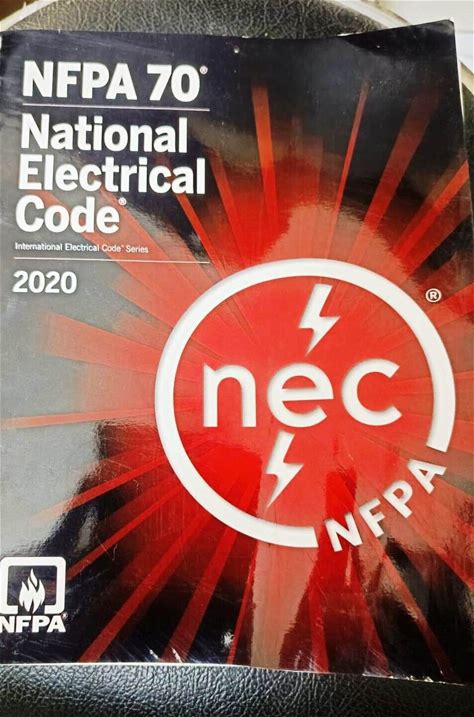 NFPA 70®
National
Electrical
Code®
International Electrical Code® Series
2020
®
nec
NFPA
NFPA